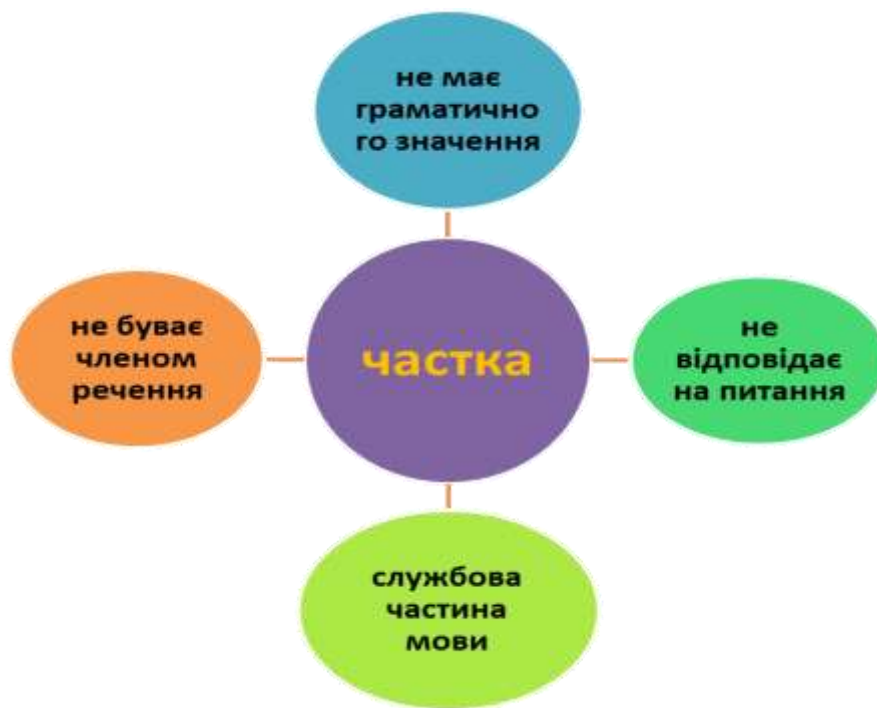 не має
граматично
го значення
не буває
членом
речення
частка
не
відповідає
на питання
службова
частина
мови